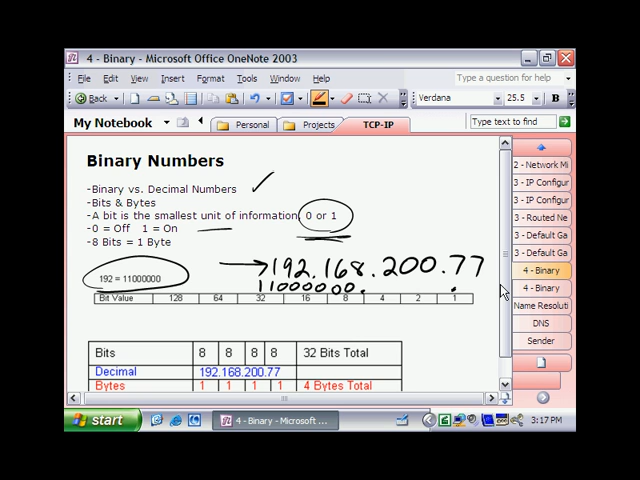 4 - Binary - Microsoft Office OneNote 2003
File Edit View Insert Format Tools Window Help Type a question for help
Back Verdana 25.5 B
My Notebook Personal Projects TCP-IP Type text to find
Binary Numbers
-Binary vs. Decimal Numbers
-Bits & Bytes
-A bit is the smallest unit of information, 0 or 1
-0 = Off 1 = On
-8 Bits = 1 Byte
192.168.200.77
192 = 11000000
11000000.
Bit Value 128 64 32 16 8 4 2 1
Bits 8 8 8 8 32 Bits Total
Decimal 192.168.200.77
Bytes 1 1 1 1 4 Bytes Total
2 - Network Mi
3 - IP Configur
3 - IP Configur
3 - Routed Ne
3 - Default Ga
3 - Default Ga
4 - Binary
4 - Binary
Name Resoluti
DNS
Sender
start 4 - Binary - Microsoft ... 3:17 PM